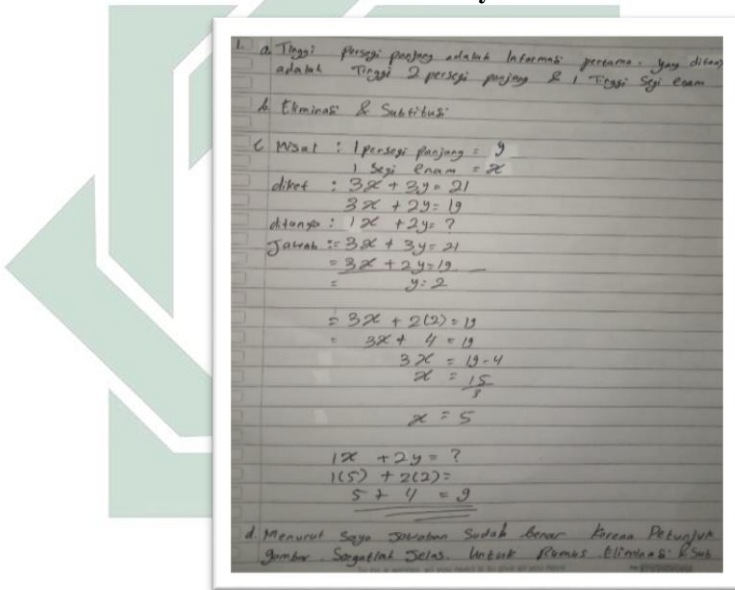 1. a. Tinggi persegi panjang adalah Informasi pertama. yang ditany
adalah Tinggi 2 persegi panjang & 1 Tinggi Segi enam
b. Eliminasi & Subtitusi
c Misal : 1 persegi panjang = y
1 Segi enam = x
diket : 3x + 3y = 21
3x + 2y = 19
ditanya : 1x + 2y = ?
Jawab := 3x + 3y = 21
= 3x + 2y = 19 -
= y = 2
= 3x + 2(2) = 19
= 3x + 4 = 19
3x = 19 - 4
x = 15
3
x = 5
1x + 2y = ?
1(5) + 2(2) =
5 + 4 = 9
d. Menurut Saya Jawaban Sudah Benar Karena Petunjuk
gambar Sangatlah Jelas. Untuk Rumus Eliminasi & Sub